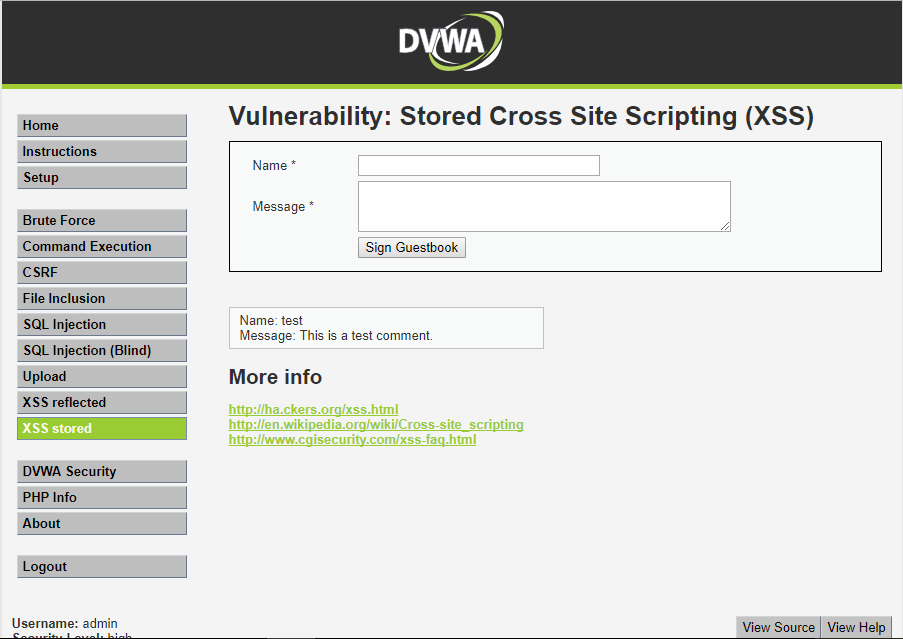 DVWA
Vulnerability: Stored Cross Site Scripting (XSS)
Home
Instructions
Setup
Brute Force
Command Execution
CSRF
File Inclusion
SQL Injection
SQL Injection (Blind)
Upload
XSS reflected
XSS stored
DVWA Security
PHP Info
About
Logout
Name *
Message *
Sign Guestbook
Name: test
Message: This is a test comment.
More info
http://ha.ckers.org/xss.html
http://en.wikipedia.org/wiki/Cross-site_scripting
http://www.cgisecurity.com/xss-faq.html
Username: admin
Security Level: high
View Source
View Help